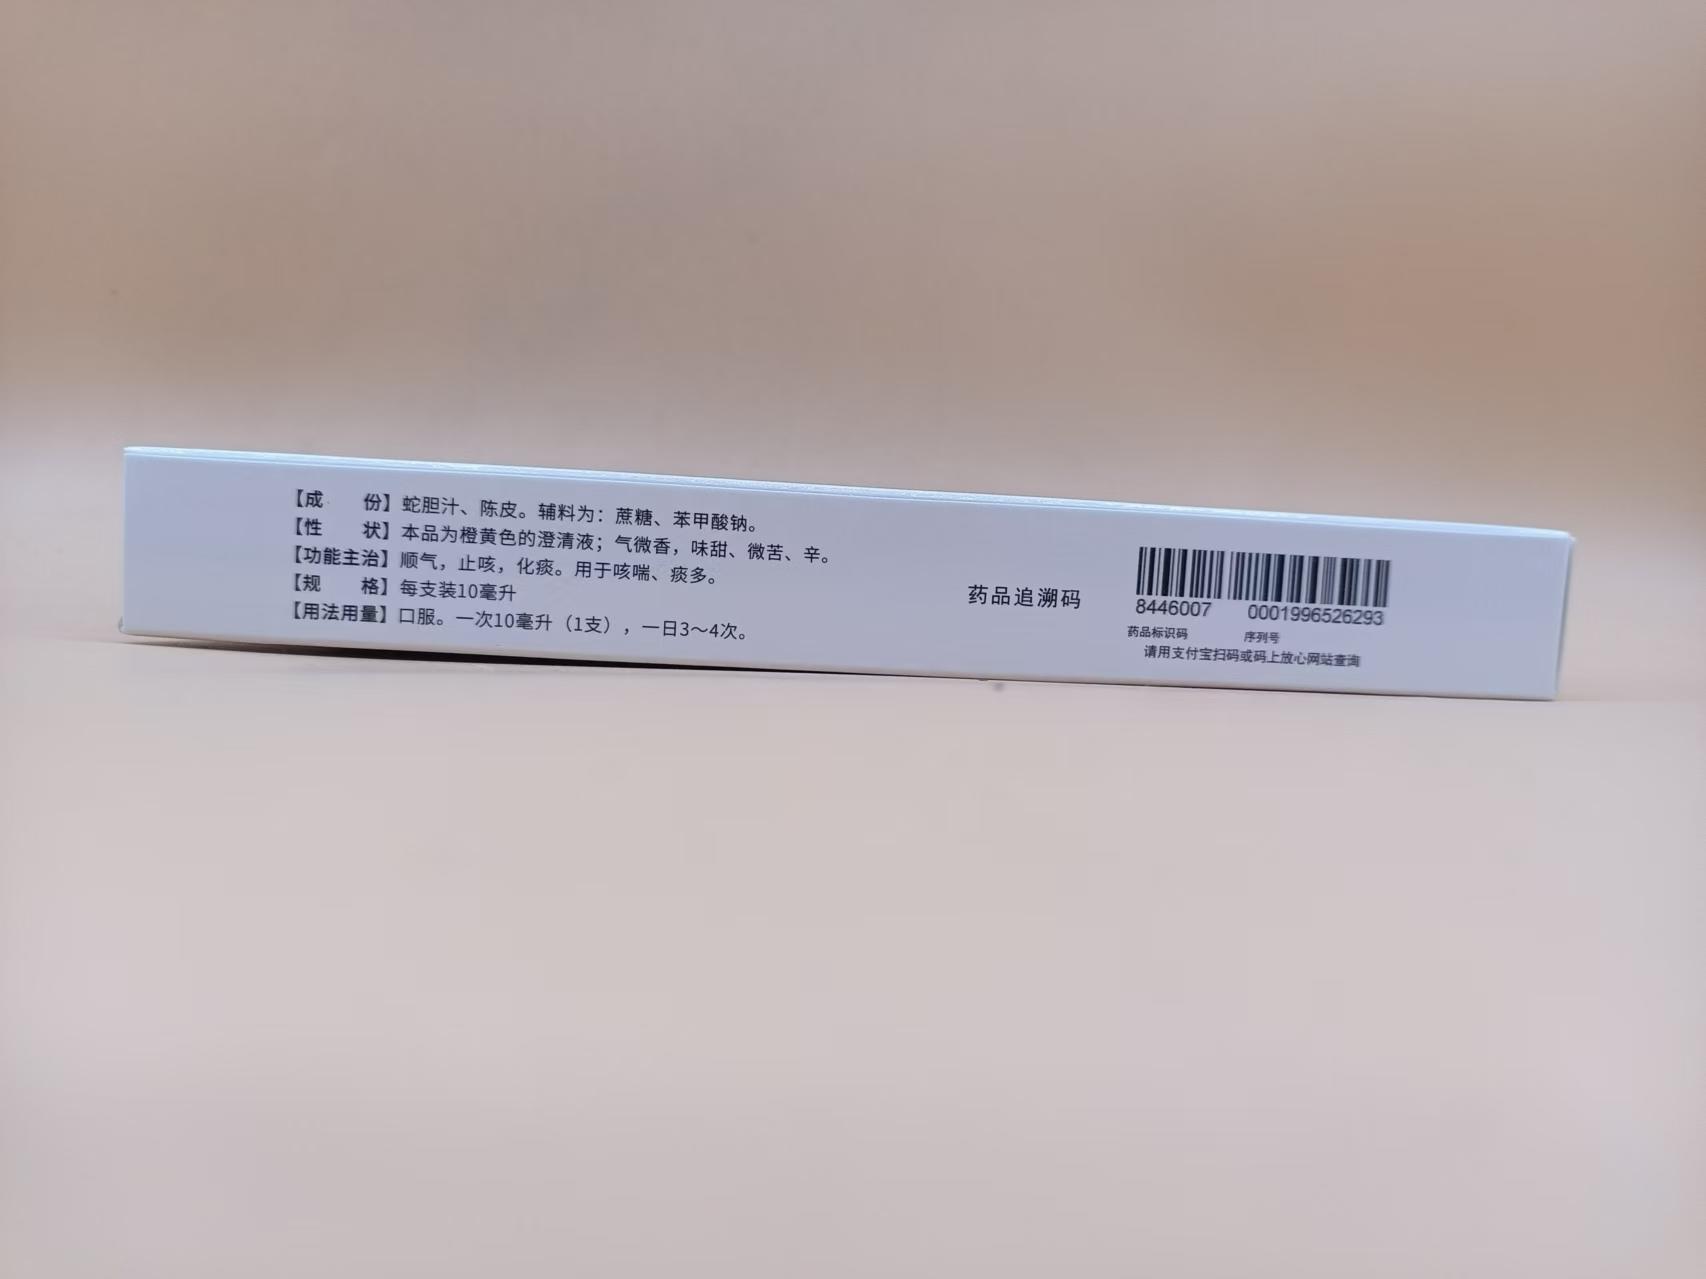 【成　　份】蛇胆汁、陈皮。辅料为：蔗糖、苯甲酸钠。
【性　　状】本品为橙黄色的澄清液；气微香，味甜、微苦、辛。
【功能主治】顺气，止咳，化痰。用于咳喘、痰多。
【规　　格】每支装10毫升
【用法用量】口服。一次10毫升（1支），一日3～4次。
药品追溯码
8446007 0001996526293
药品标识码 序列号
请用支付宝扫码或码上放心网站查询